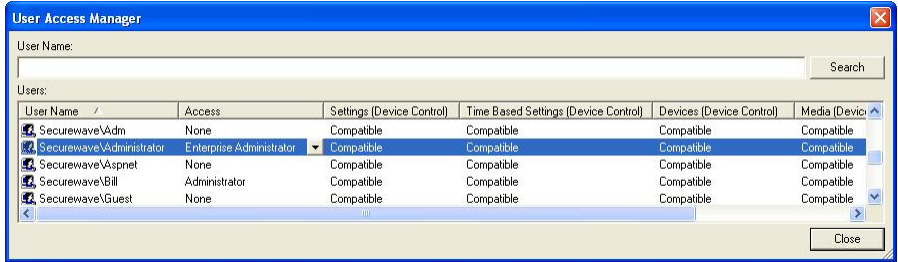 User Access Manager
User Name:
Search
Users:
User Name Access Settings (Device Control) Time Based Settings (Device Control) Devices (Device Control) Media (Device
Securewave\Adm None Compatible Compatible Compatible Compatible
Securewave\Administrator Enterprise Administrator Compatible Compatible Compatible Compatible
Securewave\Aspnet None Compatible Compatible Compatible Compatible
Securewave\Bill Administrator Compatible Compatible Compatible Compatible
Securewave\Guest None Compatible Compatible Compatible Compatible
Close